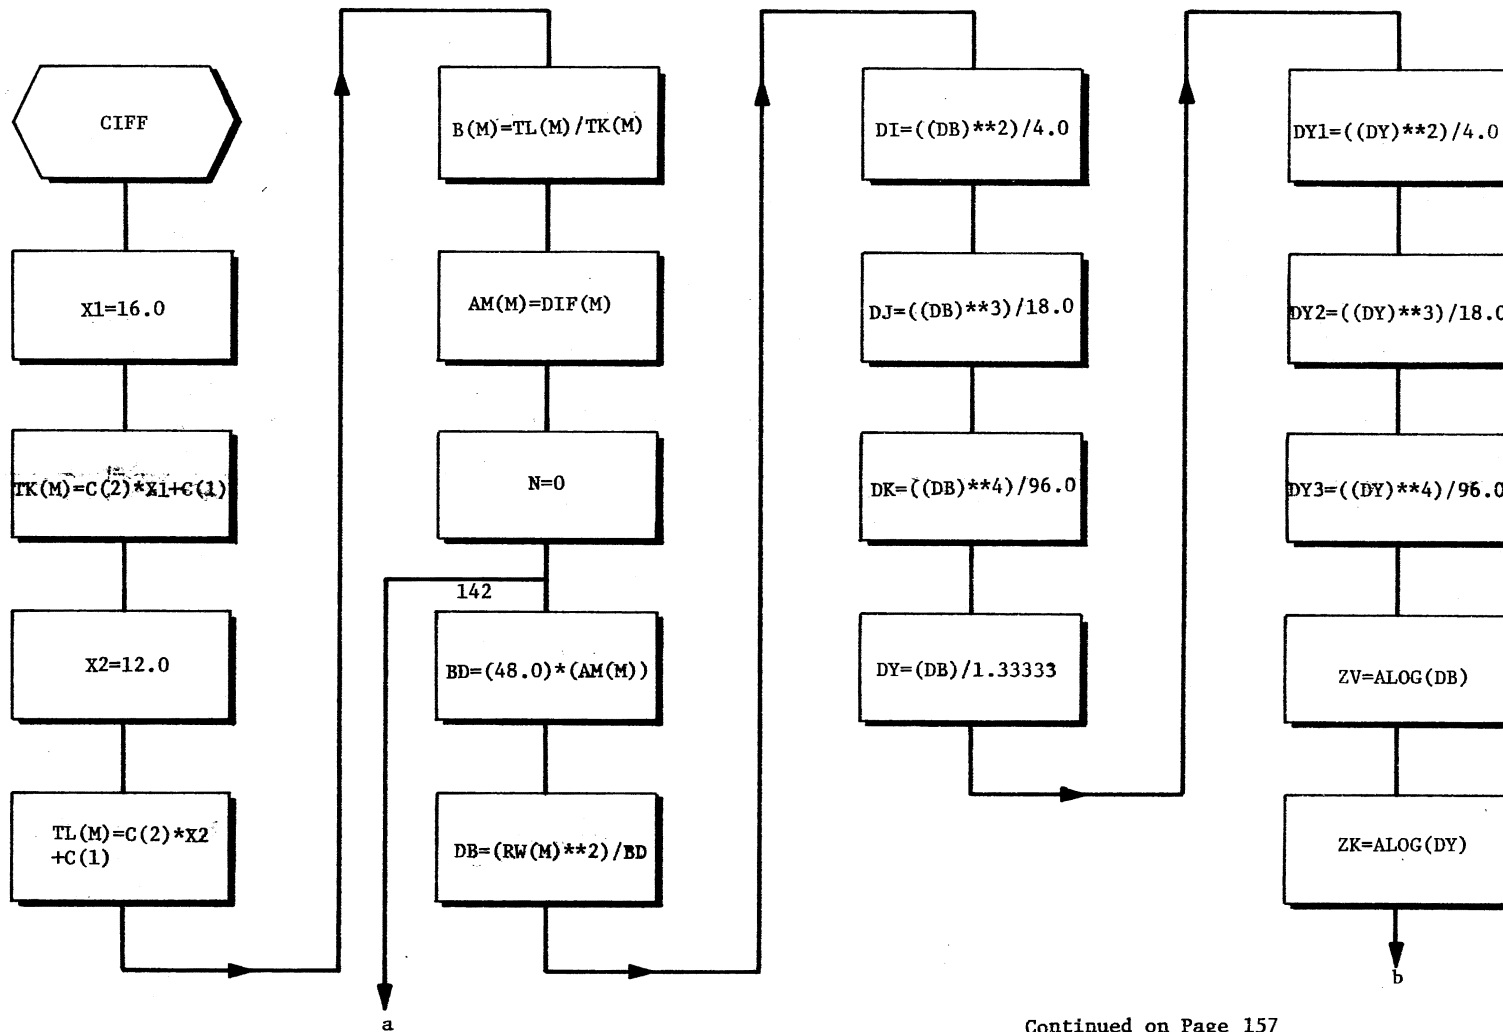 CIFF
X1=16.0
TK(M)=C(2)*X1+C(1)
X2=12.0
TL(M)=C(2)*X2
+C(1)
B(M)=TL(M)/TK(M)
AM(M)=DIF(M)
N=0
142
BD=(48.0)*(AM(M))
DB=(RW(M)**2)/BD
a
DI=((DB)**2)/4.0
DJ=((DB)**3)/18.0
DK=((DB)**4)/96.0
DY=(DB)/1.33333
DY1=((DY)**2)/4.0
DY2=((DY)**3)/18.0
DY3=((DY)**4)/96.0
ZV=ALOG(DB)
ZK=ALOG(DY)
b
Continued on Page 157